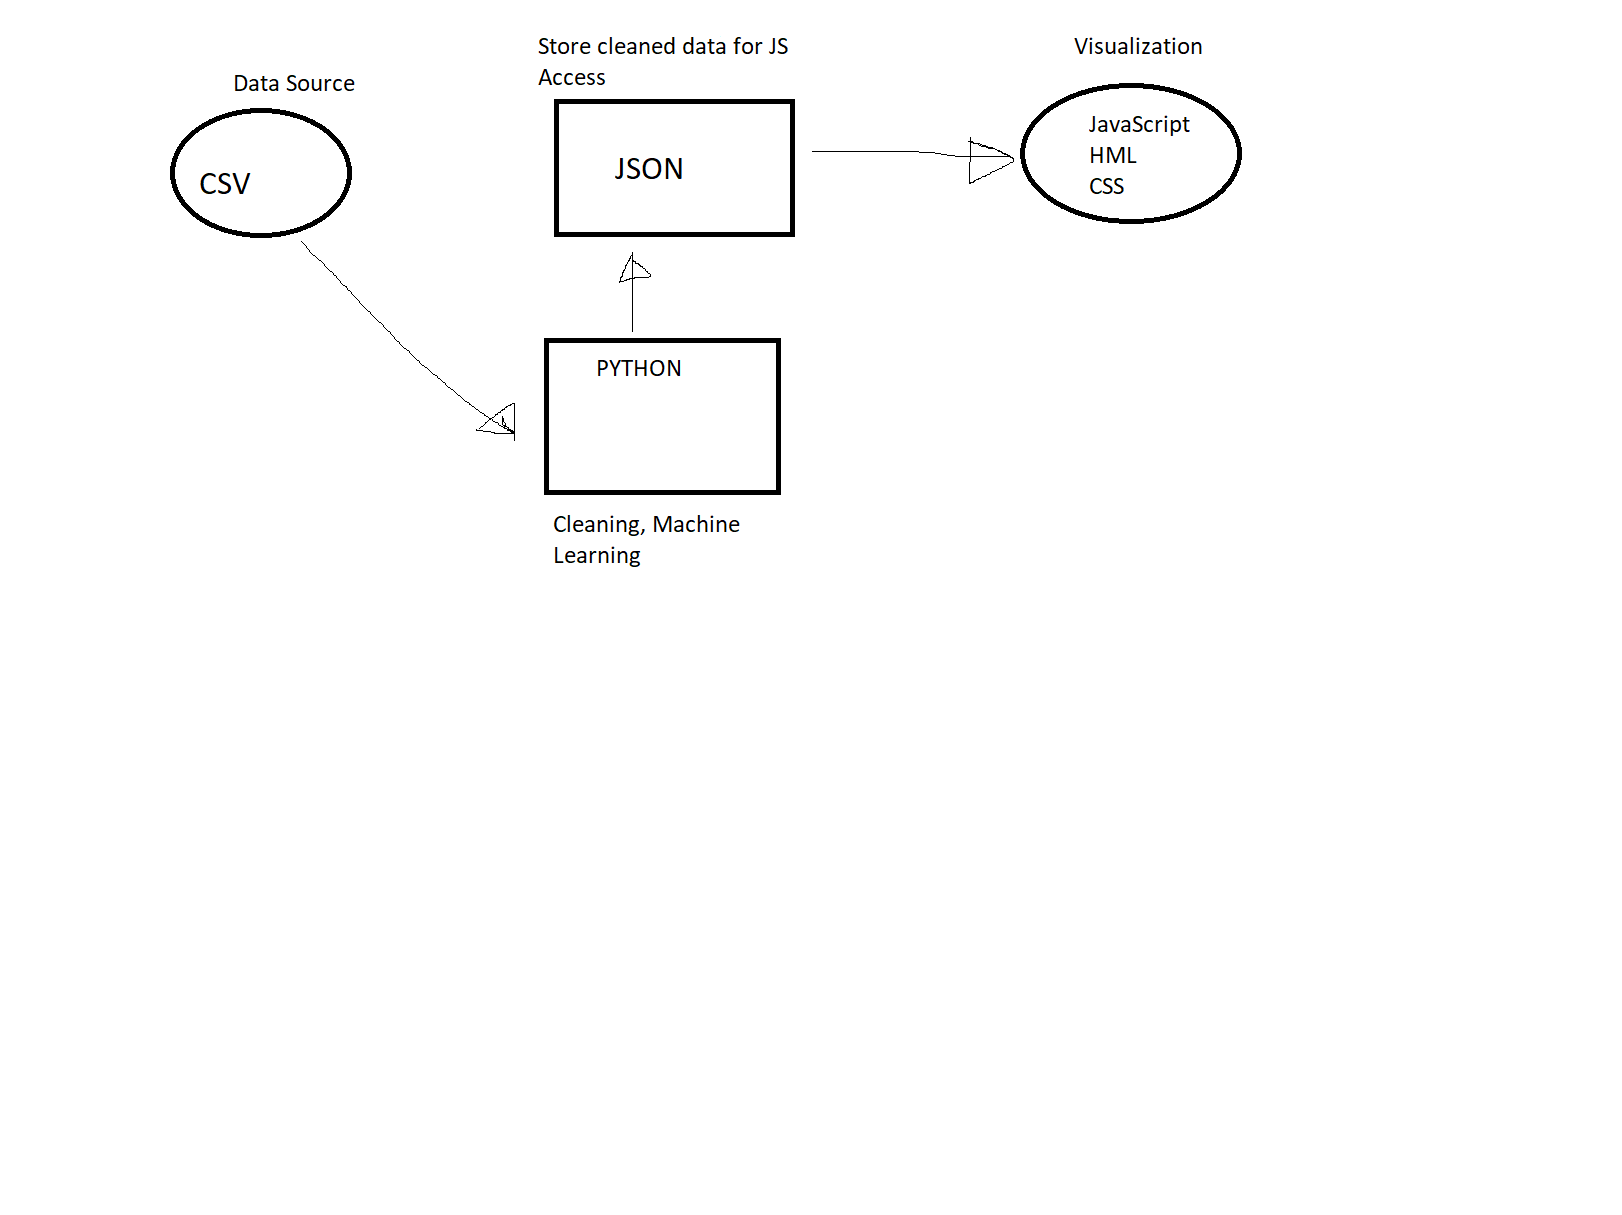 Data Source
CSV
Store cleaned data for JS
Access
JSON
Visualization
JavaScript
HML
CSS
PYTHON
Cleaning, Machine
Learning